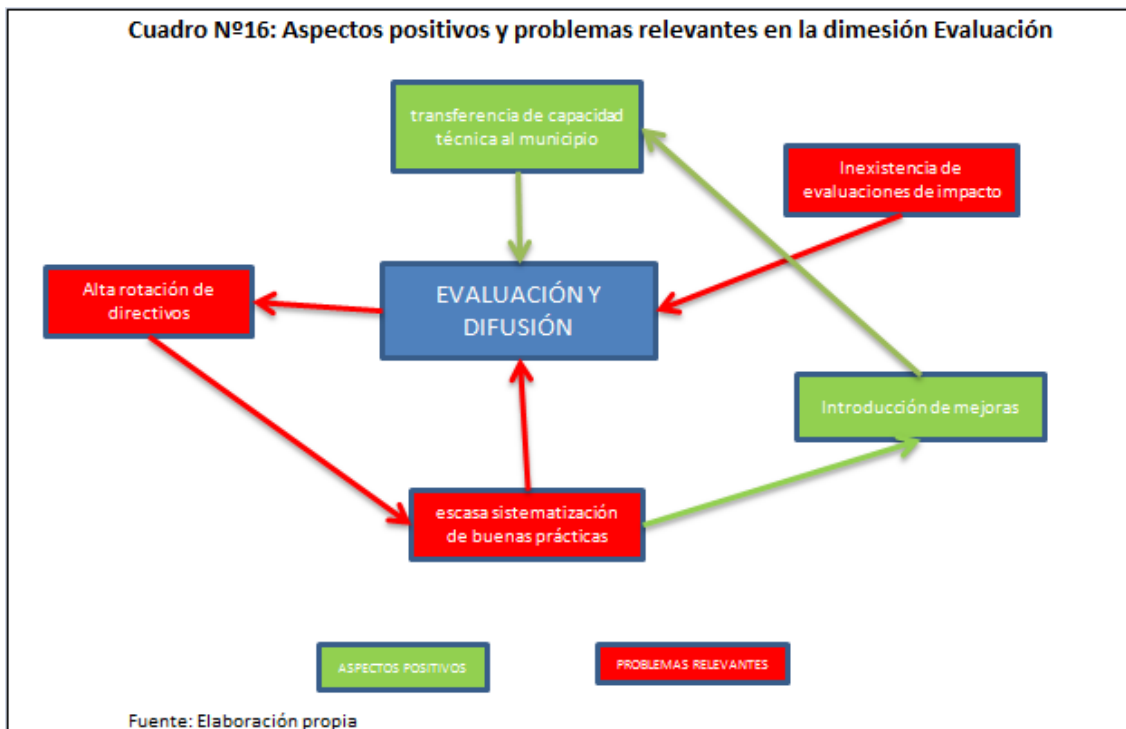 Cuadro Nº16: Aspectos positivos y problemas relevantes en la dimesión Evaluación
transferencia de capacidad
técnica al municipio
Inexistencia de
evaluaciones de impacto
Alta rotación de
directivos
EVALUACIÓN Y
DIFUSIÓN
Introducción de mejoras
escasa sistematización
de buenas prácticas
ASPECTOS POSITIVOS
PROBLEMAS RELEVANTES
Fuente: Elaboración propia